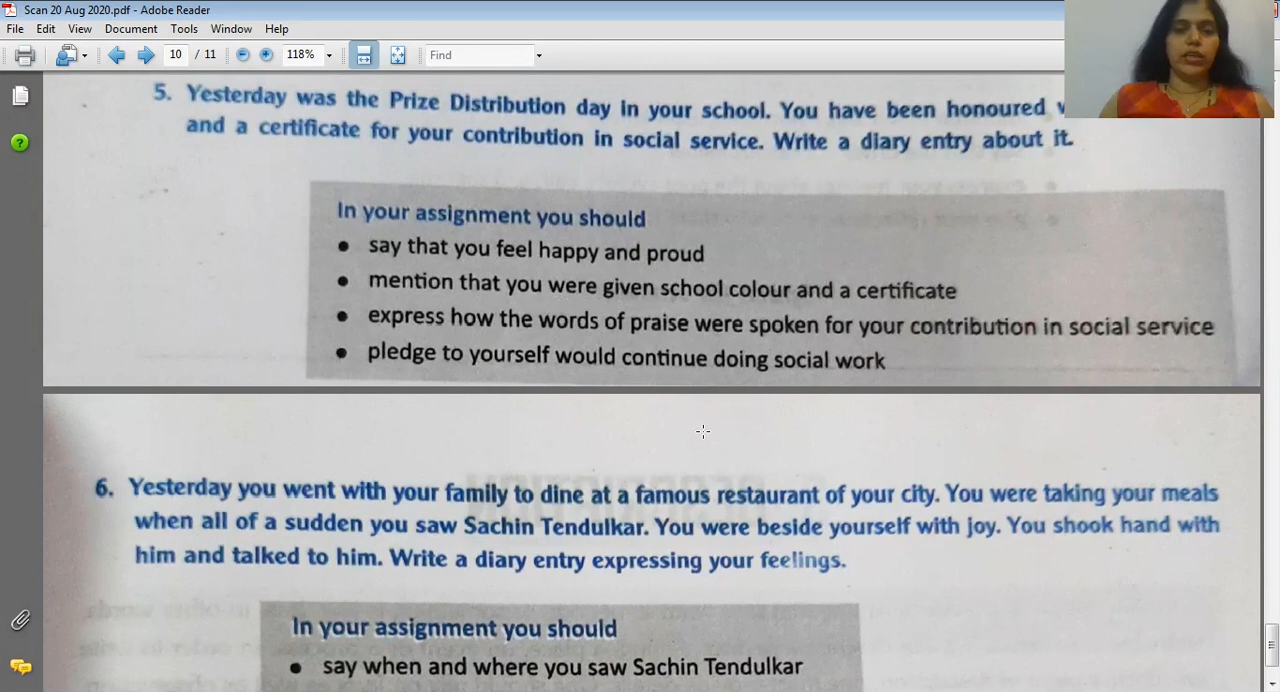 Scan 20 Aug 2020.pdf - Adobe Reader
File Edit View Document Tools Window Help
10 / 11 118% Find
5. Yesterday was the Prize Distribution day in your school. You have been honoured
and a certificate for your contribution in social service. Write a diary entry about it.
In your assignment you should
• say that you feel happy and proud
• mention that you were given school colour and a certificate
• express how the words of praise were spoken for your contribution in social service
• pledge to yourself would continue doing social work
6. Yesterday you went with your family to dine at a famous restaurant of your city. You were taking your meals
when all of a sudden you saw Sachin Tendulkar. You were beside yourself with joy. You shook hand with
him and talked to him. Write a diary entry expressing your feelings.
In your assignment you should
• say when and where you saw Sachin Tendulkar